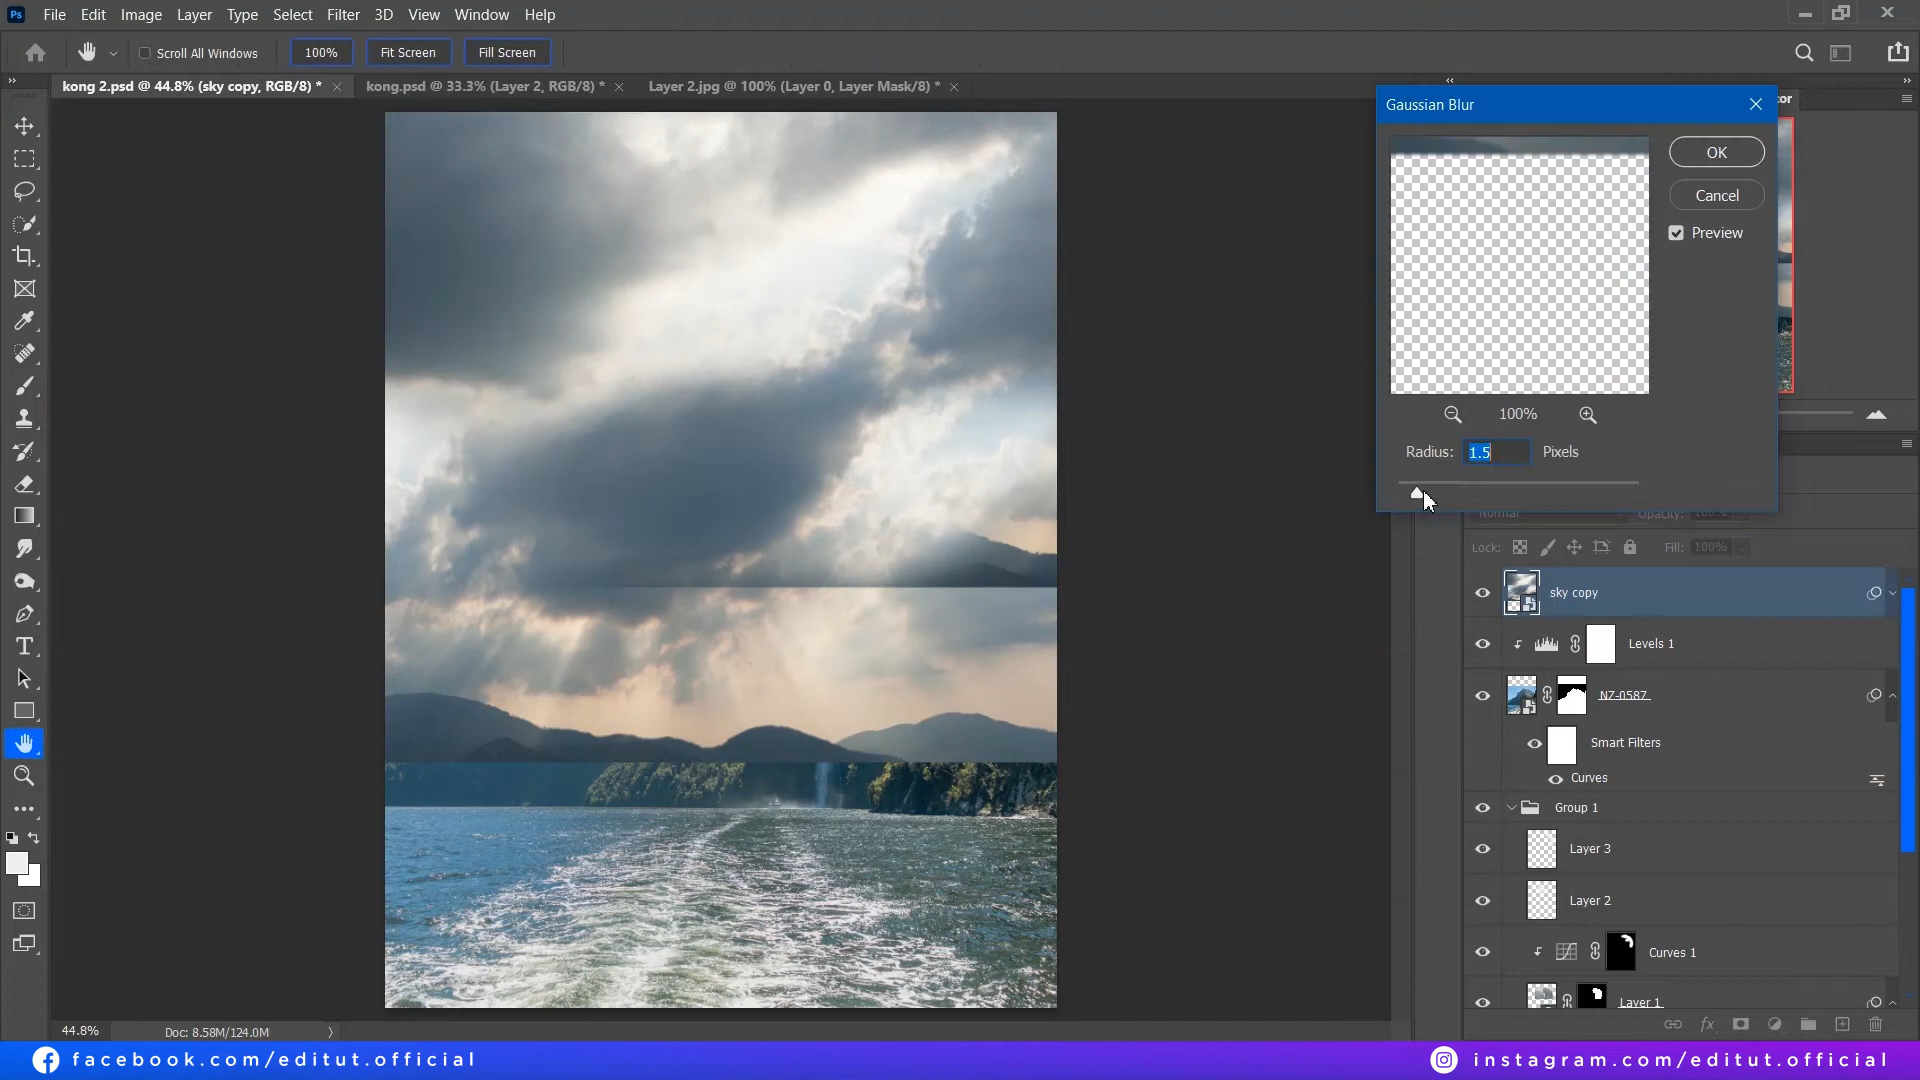 Ps File Edit Image Layer Type Select Filter 3D View Window Help
Scroll All Windows 100% Fit Screen Fill Screen
kong 2.psd @ 44.8% (sky copy, RGB/8) * kong.psd @ 33.3% (Layer 2, RGB/8) * Layer 2.jpg @ 100% (Layer 0, Layer Mask/8) *
Gaussian Blur
OK
Cancel
Preview
100%
Radius: 1.5 Pixels
Normal Opacity: 100%
Lock: Fill: 100%
sky copy
Levels 1
NZ-0587
Smart Filters
Curves
Group 1
Layer 3
Layer 2
Curves 1
Layer 1
44.8% Doc: 8.58M/124.0M
facebook.com/editut.official
instagram.com/editut.official